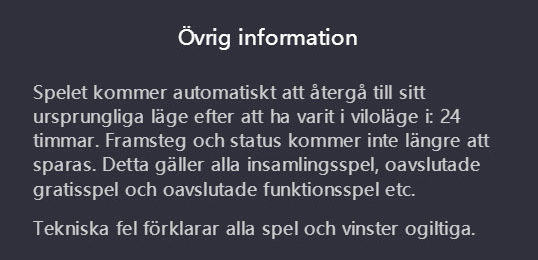 Övrig information
Spelet kommer automatiskt att återgå till sitt
ursprungliga läge efter att ha varit i viloläge i: 24
timmar. Framsteg och status kommer inte längre att
sparas. Detta gäller alla insamlingsspel, oavslutade
gratisspel och oavslutade funktionsspel etc.
Tekniska fel förklarar alla spel och vinster ogiltiga.